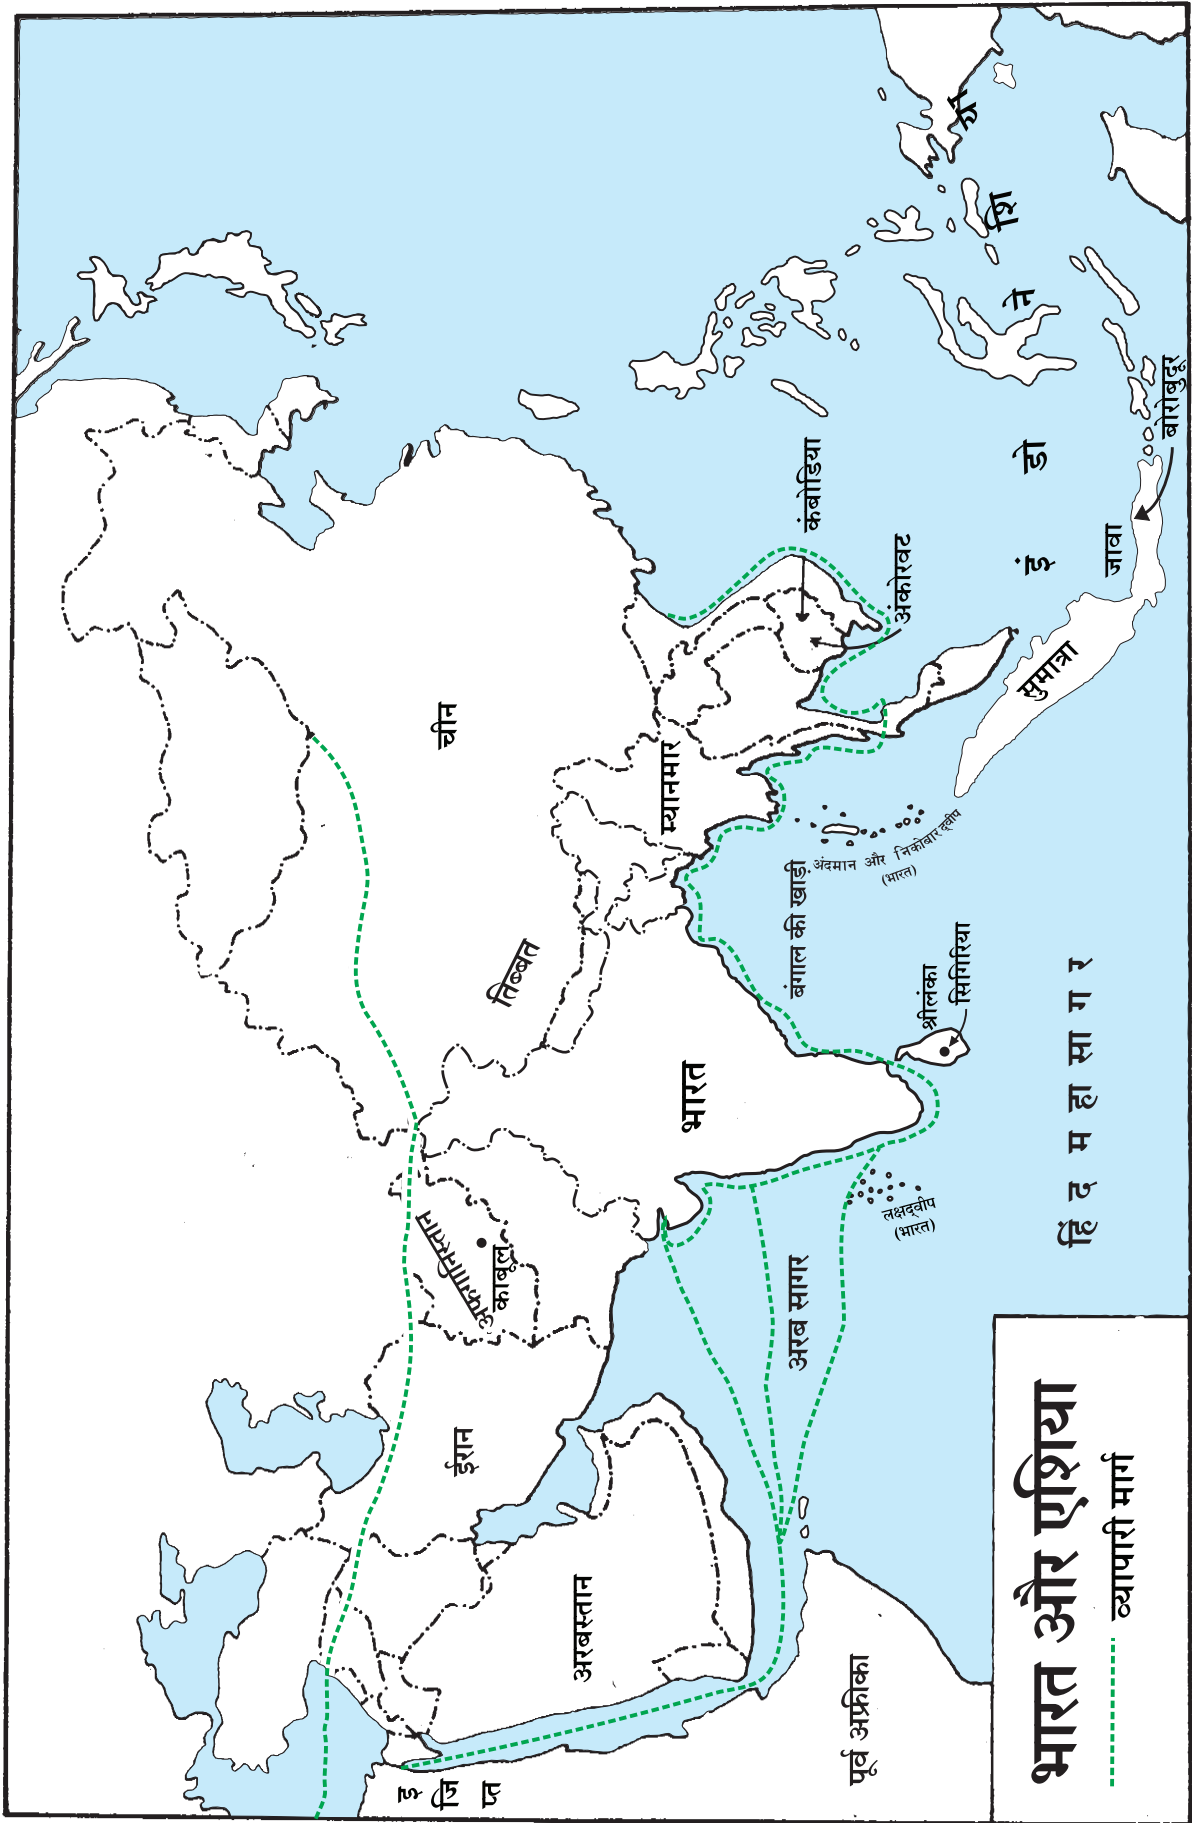 भारत और एशिया
व्यापारी मार्ग
चीन
तिब्बत
म्यानमार
भारत
अफगानिस्तान
काबूल
ईरान
अरबस्तान
इजिप्त
पूर्व अफ्रीका
अरब सागर
लक्षद्वीप
(भारत)
बंगाल की खाड़ी
अंदमान और निकोबार द्वीप
(भारत)
श्रीलंका
सिगिरिया
हिंद महासागर
कंबोडिया
अंकोरवट
सुमात्रा
जावा
बोरोबुदूर
इंडोनेशिया